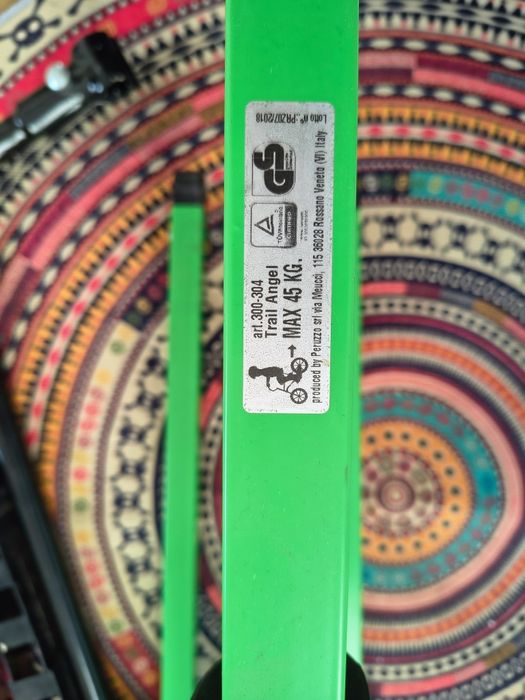 art.300-304
Trail Angel
→ MAX 45 KG.
produced by Peruzzo srl via Meucci, 115 36028 Rossano Veneto (VI) Italy.
GS
Lotto n°.:PRZ07/2018